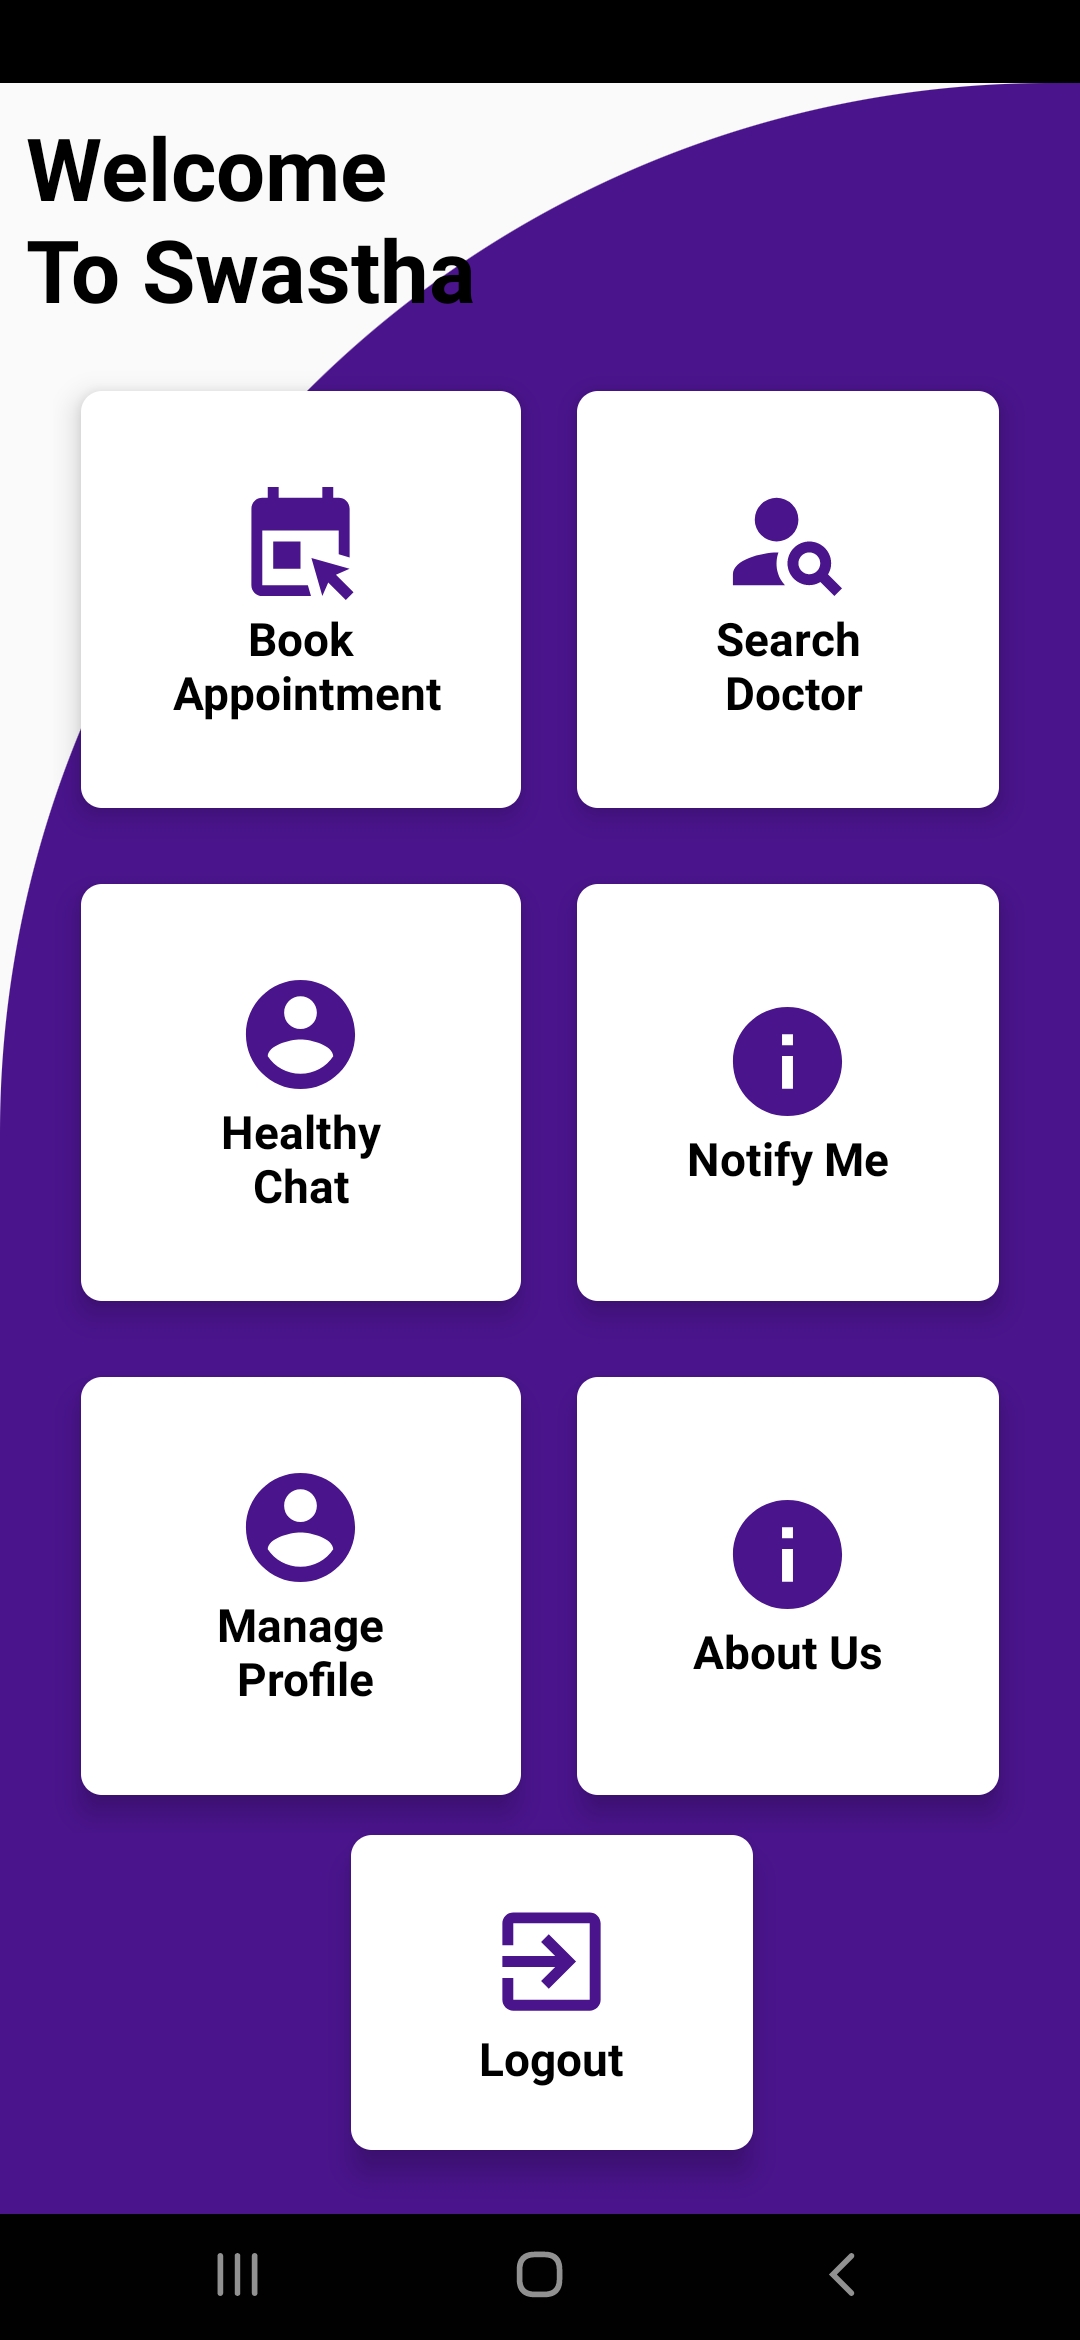 Welcome
To Swastha
Book
Appointment
Search
Doctor
Healthy
Chat
Notify Me
Manage
Profile
About Us
Logout